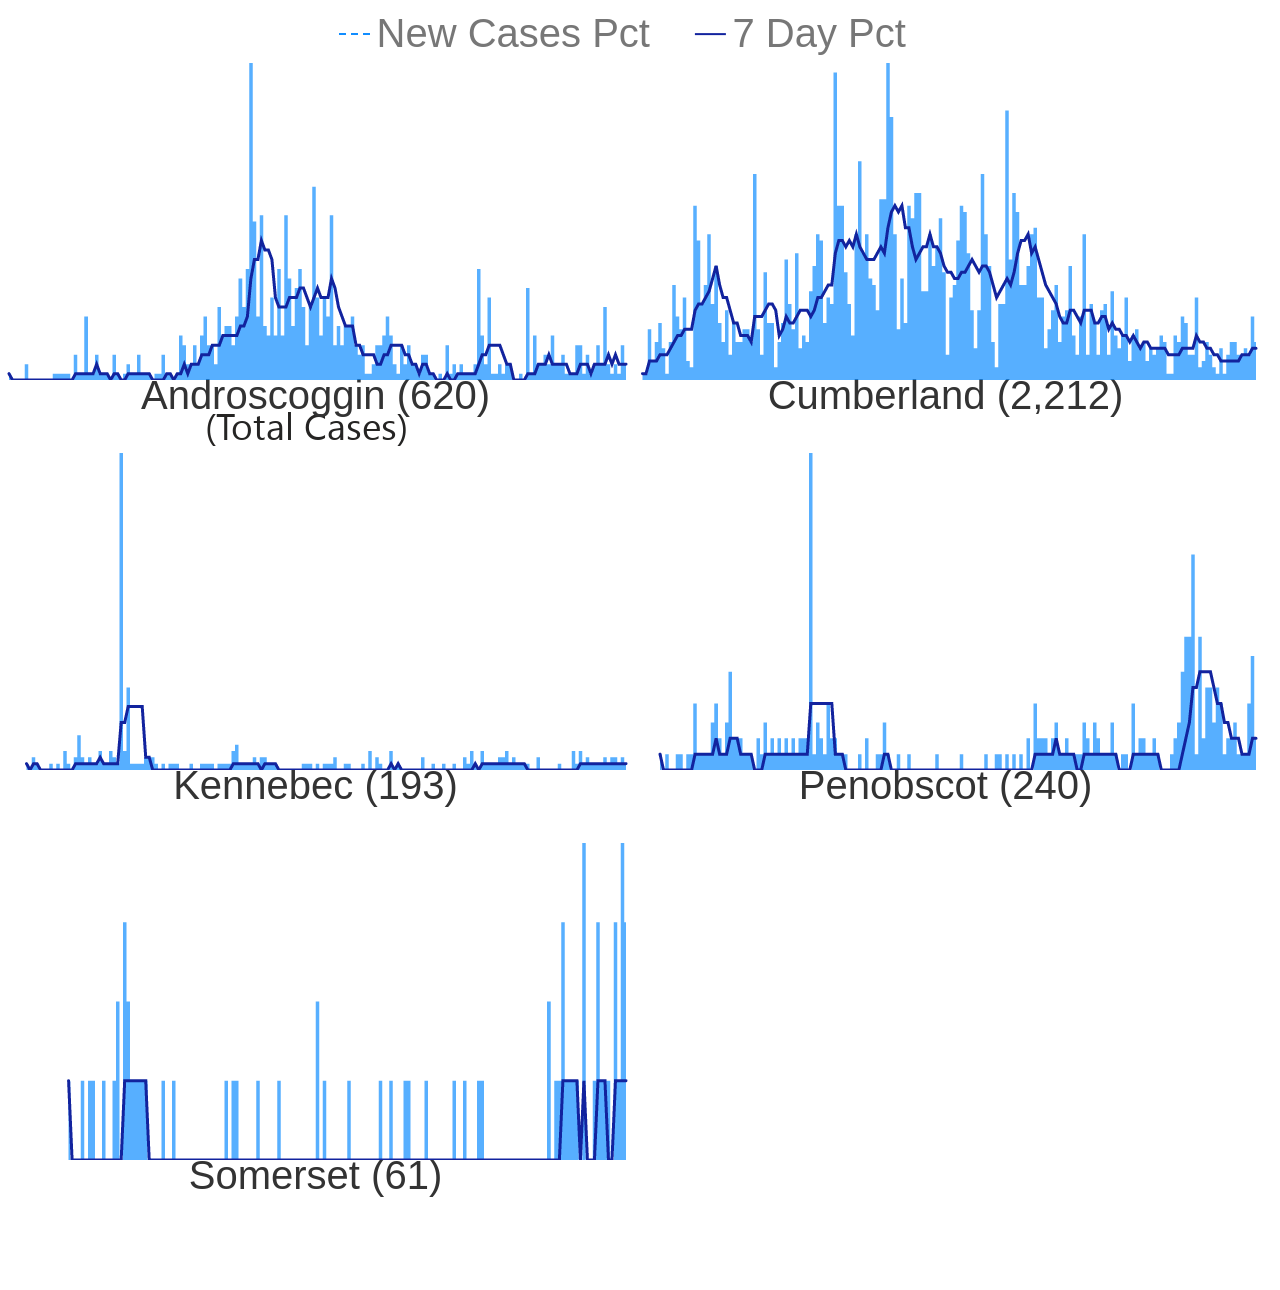 New Cases Pct 7 Day Pct
Androscoggin (620) Cumberland (2,212)
(Total Cases)
Kennebec (193) Penobscot (240)
Somerset (61)